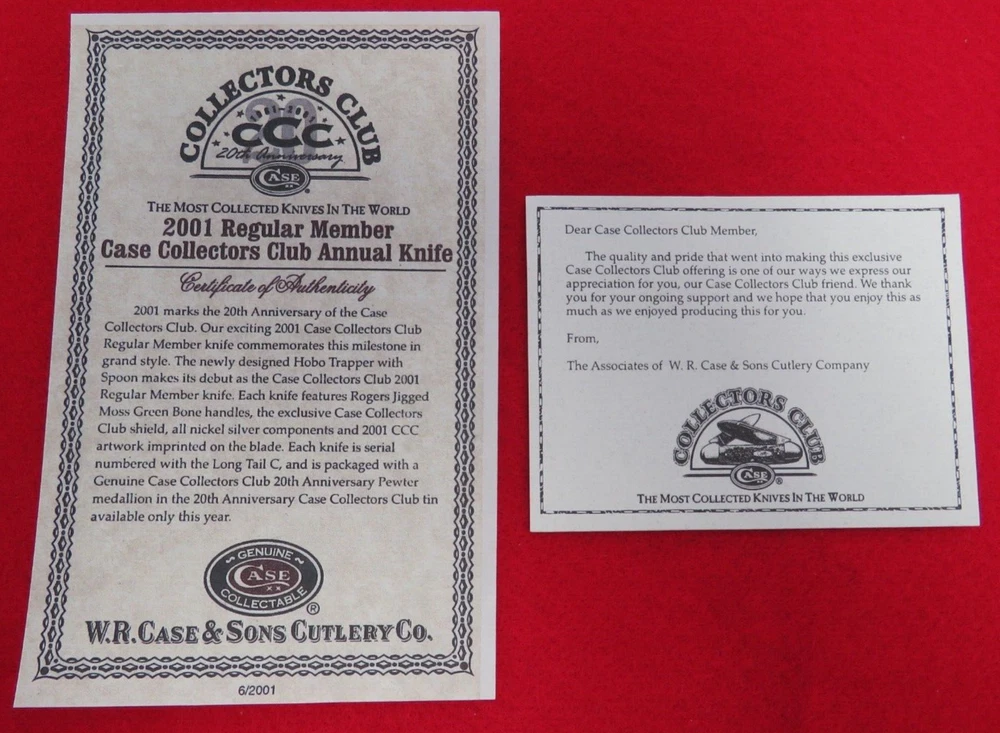 COLLECTORS CLUB
1981-2001
CCC
20th Anniversary
CASE
XX
®
THE MOST COLLECTED KNIVES IN THE WORLD
2001 Regular Member
Case Collectors Club Annual Knife
Certificate of Authenticity
2001 marks the 20th Anniversary of the Case
Collectors Club. Our exciting 2001 Case Collectors Club
Regular Member knife commemorates this milestone in
grand style. The newly designed Hobo Trapper with
Spoon makes its debut as the Case Collectors Club 2001
Regular Member knife. Each knife features Rogers Jigged
Moss Green Bone handles, the exclusive Case Collectors
Club shield, all nickel silver components and 2001 CCC
artwork imprinted on the blade. Each knife is serial
numbered with the Long Tail C, and is packaged with a
Genuine Case Collectors Club 20th Anniversary Pewter
medallion in the 20th Anniversary Case Collectors Club tin
available only this year.
~ GENUINE ~
CASE
XX
COLLECTABLE
®
W.R. CASE & SONS CUTLERY CO.
6/2001
Dear Case Collectors Club Member,
The quality and pride that went into making this exclusive
Case Collectors Club offering is one of our ways we express our
appreciation for you, our Case Collectors Club friend. We thank
you for your ongoing support and we hope that you enjoy this as
much as we enjoyed producing this for you.
From,
The Associates of W. R. Case & Sons Cutlery Company
COLLECTORS CLUB
CASE
XX
®
THE MOST COLLECTED KNIVES IN THE WORLD